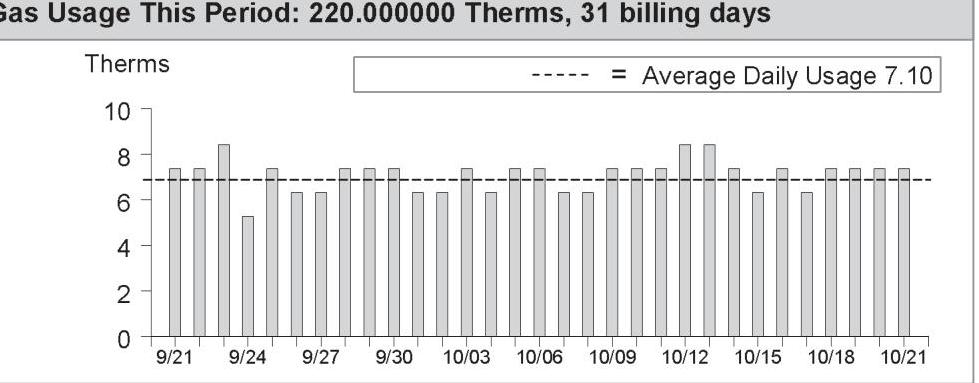 Gas Usage This Period: 220.000000 Therms, 31 billing days
Therms
----- = Average Daily Usage 7.10
10
8
6
4
2
0
9/21 9/24 9/27 9/30 10/03 10/06 10/09 10/12 10/15 10/18 10/21